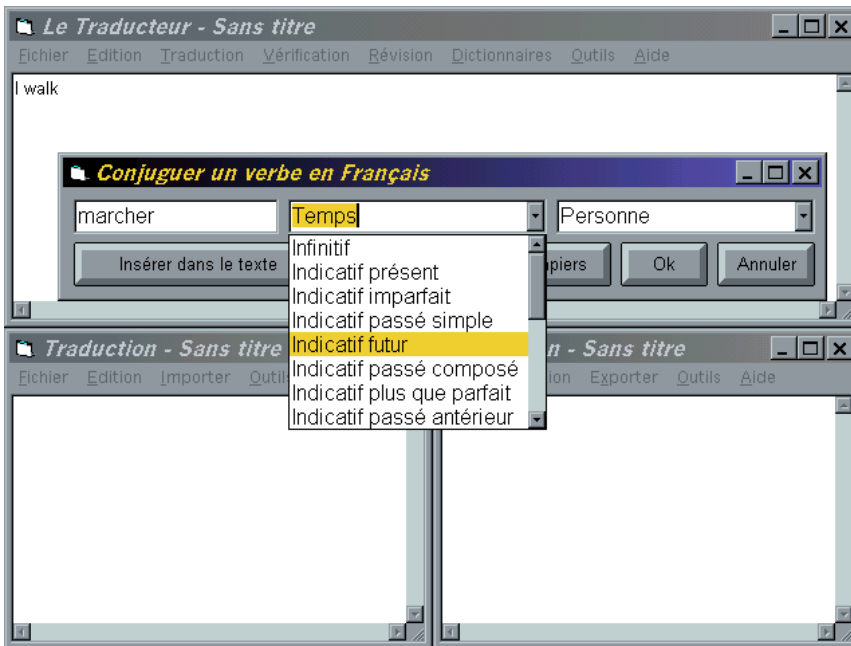 Le Traducteur - Sans titre
Fichier Edition Traduction Vérification Révision Dictionnaires Outils Aide
I walk
Conjuguer un verbe en Français
marcher Temps Personne
Insérer dans le texte Ok Annuler
Infinitif
Indicatif présent
Indicatif imparfait
Indicatif passé simple
Indicatif futur
Indicatif passé composé
Indicatif plus que parfait
Indicatif passé antérieur
Traduction - Sans titre - Sans titre
Fichier Edition Importer Exporter Outils Aide